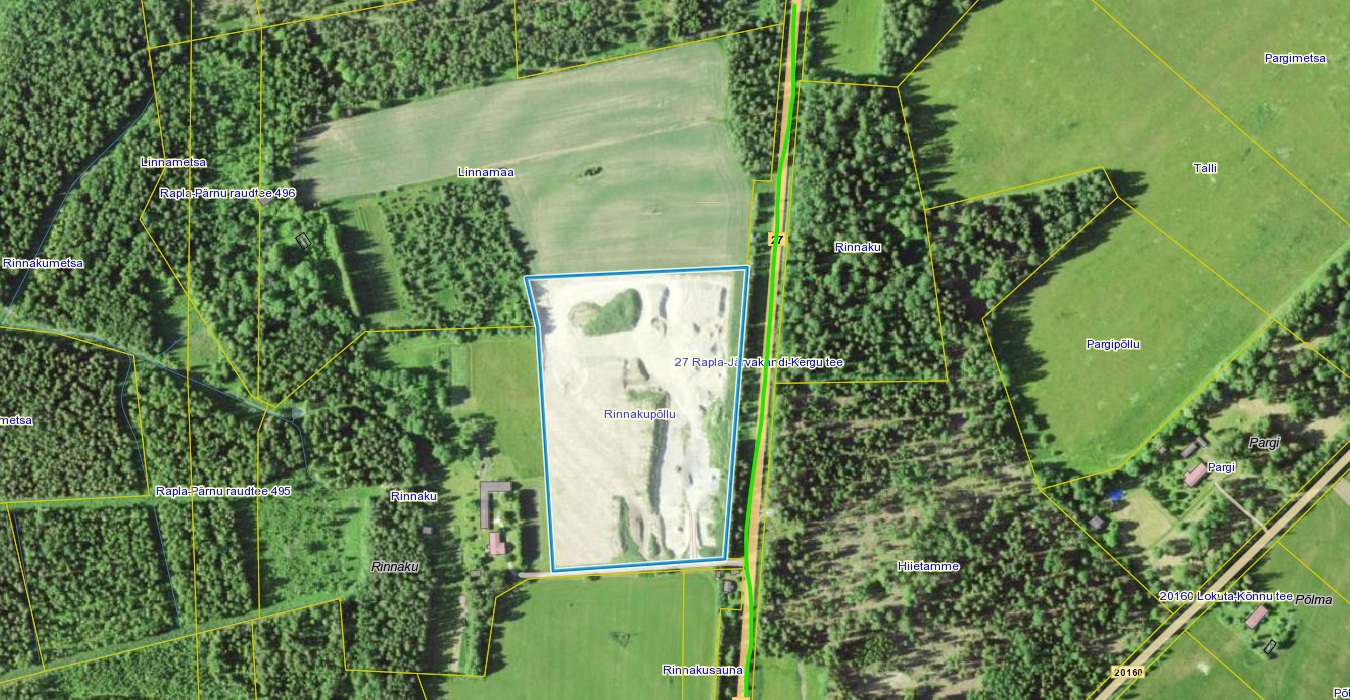 Pargimetsa
Linnametsa
Linnamaa
Talli
Rapla-Pärnu raudtee 496
27
Rinnaku
Rinnakumetsa
Pargipõllu
27 Rapla-Järvakandi-Kergu tee
Rinnakupõllu
metsa
Pargi
Pargi
Rapla-Pärnu raudtee 495
Rinnaku
Rinnaku
Hiietamme
20160 Lokuta-Kõnnu tee
Põlma
Rinnakusauna
20160
Põl